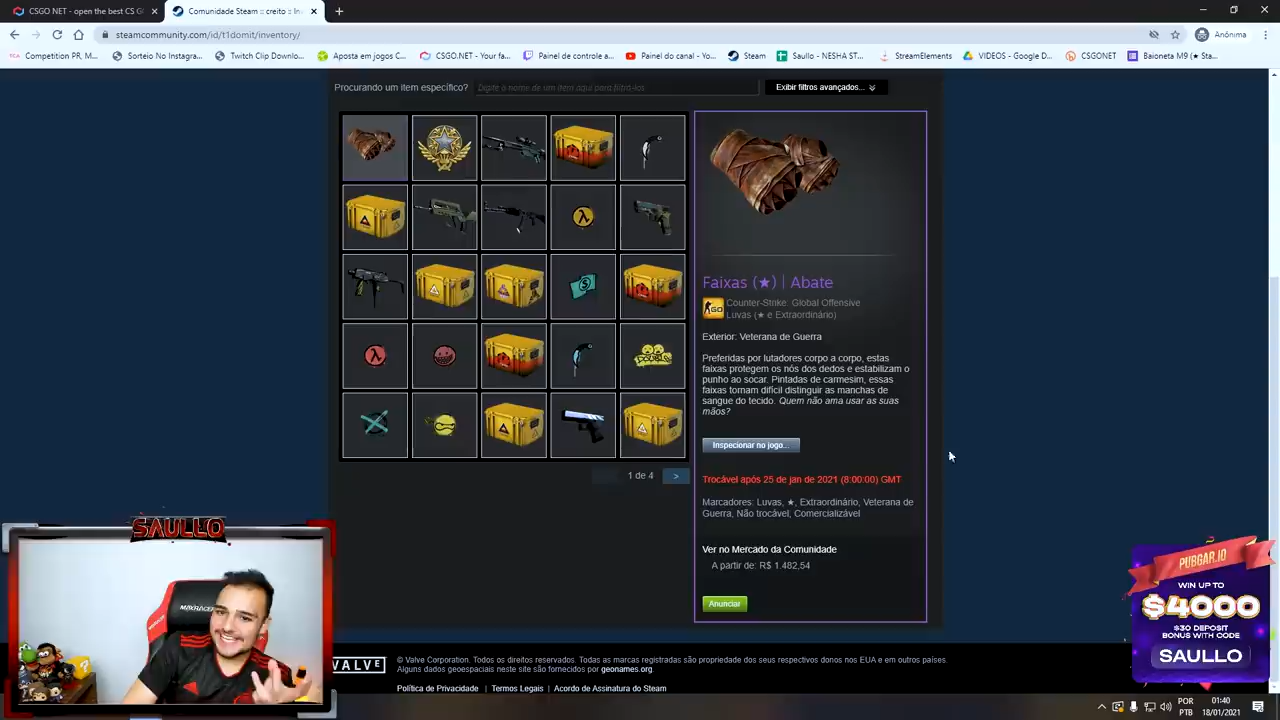 CSGO.NET - open the best CS G
Comunidade Steam :: creito :: In
steamcommunity.com/id/t1domit/inventory/
Anônima
Competition PR, M...
Sorteio No Instagra...
Twitch Clip Downlo...
Aposta em jogos C...
CSGO.NET - Your fa...
Painel de controle a...
Painel do canal - Yo...
Steam
Saullo - NESHA ST...
StreamElements
VIDEOS - Google D...
CSGONET
Baioneta M9 (★ Sta...
Procurando um item específico?
Digite o nome de um item aqui para filtrá-los
Exibir filtros avançados...
Faixas (★) | Abate
Counter-Strike: Global Offensive
Luvas (★ e Extraordinário)
Exterior: Veterana de Guerra
Preferidas por lutadores corpo a corpo, estas
faixas protegem os nós dos dedos e estabilizam o
punho ao socar. Pintadas de carmesim, essas
faixas tornam difícil distinguir as manchas de
sangue do tecido. Quem não ama usar as suas
mãos?
Inspecionar no jogo...
Trocável após 25 de jan de 2021 (8:00:00) GMT
Marcadores: Luvas, ★, Extraordinário, Veterana de
Guerra, Não trocável, Comercializável
Ver no Mercado da Comunidade
A partir de: R$ 1.482,54
Anunciar
1 de 4
>
SAULLO
MAXRACER
PUBGAR.IO
WIN UP TO
$4000
$30 DEPOSIT
BONUS WITH CODE
SAULLO
VALVE
© Valve Corporation. Todos os direitos reservados. Todas as marcas registradas são propriedade dos seus respectivos donos nos EUA e em outros países.
Alguns dados geoespaciais neste site são fornecidos por geonames.org.
Política de Privacidade | Termos Legais | Acordo de Assinatura do Steam
POR
PTB
01:40
18/01/2021